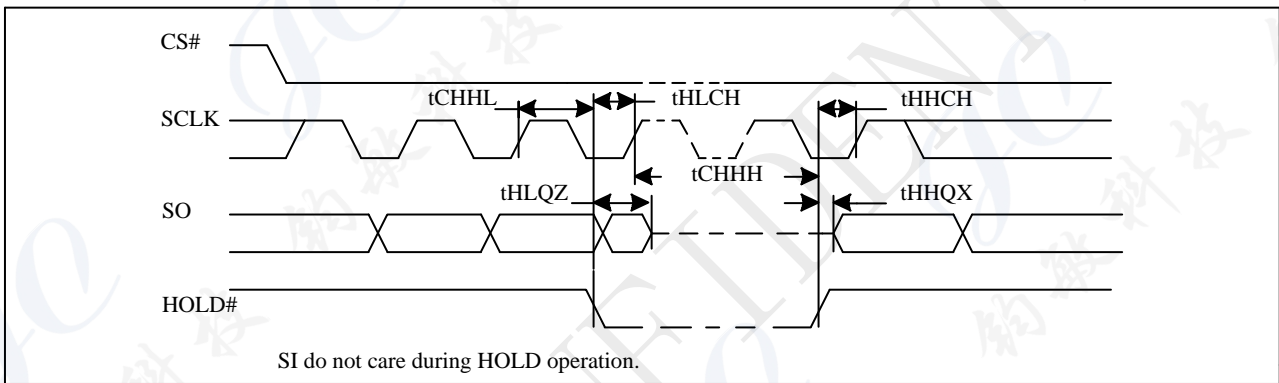 CS#
tCHHL
tHLCH
tHHCH
SCLK
tCHHH
tHLQZ
tHHQX
SO
HOLD#
SI do not care during HOLD operation.